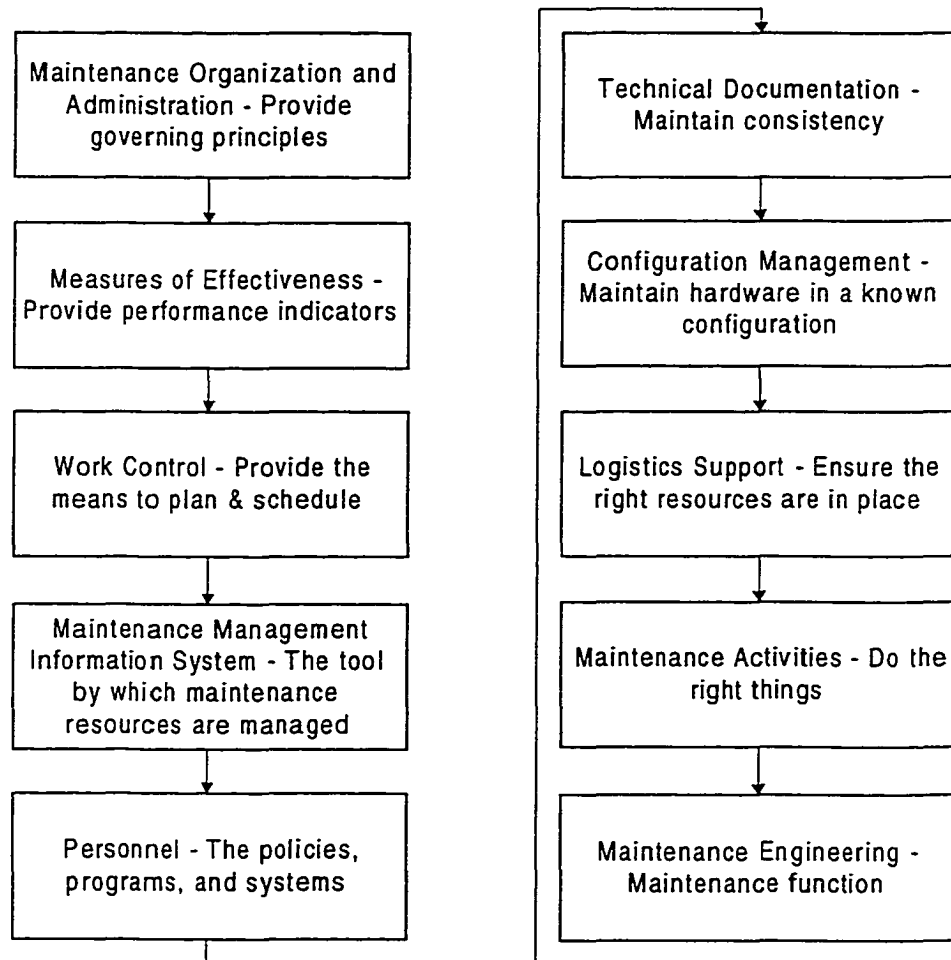 Maintenance Organization and
Administration - Provide
governing principles
Measures of Effectiveness -
Provide performance indicators
Work Control - Provide the
means to plan & schedule
Maintenance Management
Information System - The tool
by which maintenance
resources are managed
Personnel - The policies,
programs, and systems
Technical Documentation -
Maintain consistency
Configuration Management -
Maintain hardware in a known
configuration
Logistics Support - Ensure the
right resources are in place
Maintenance Activities - Do the
right things
Maintenance Engineering -
Maintenance function